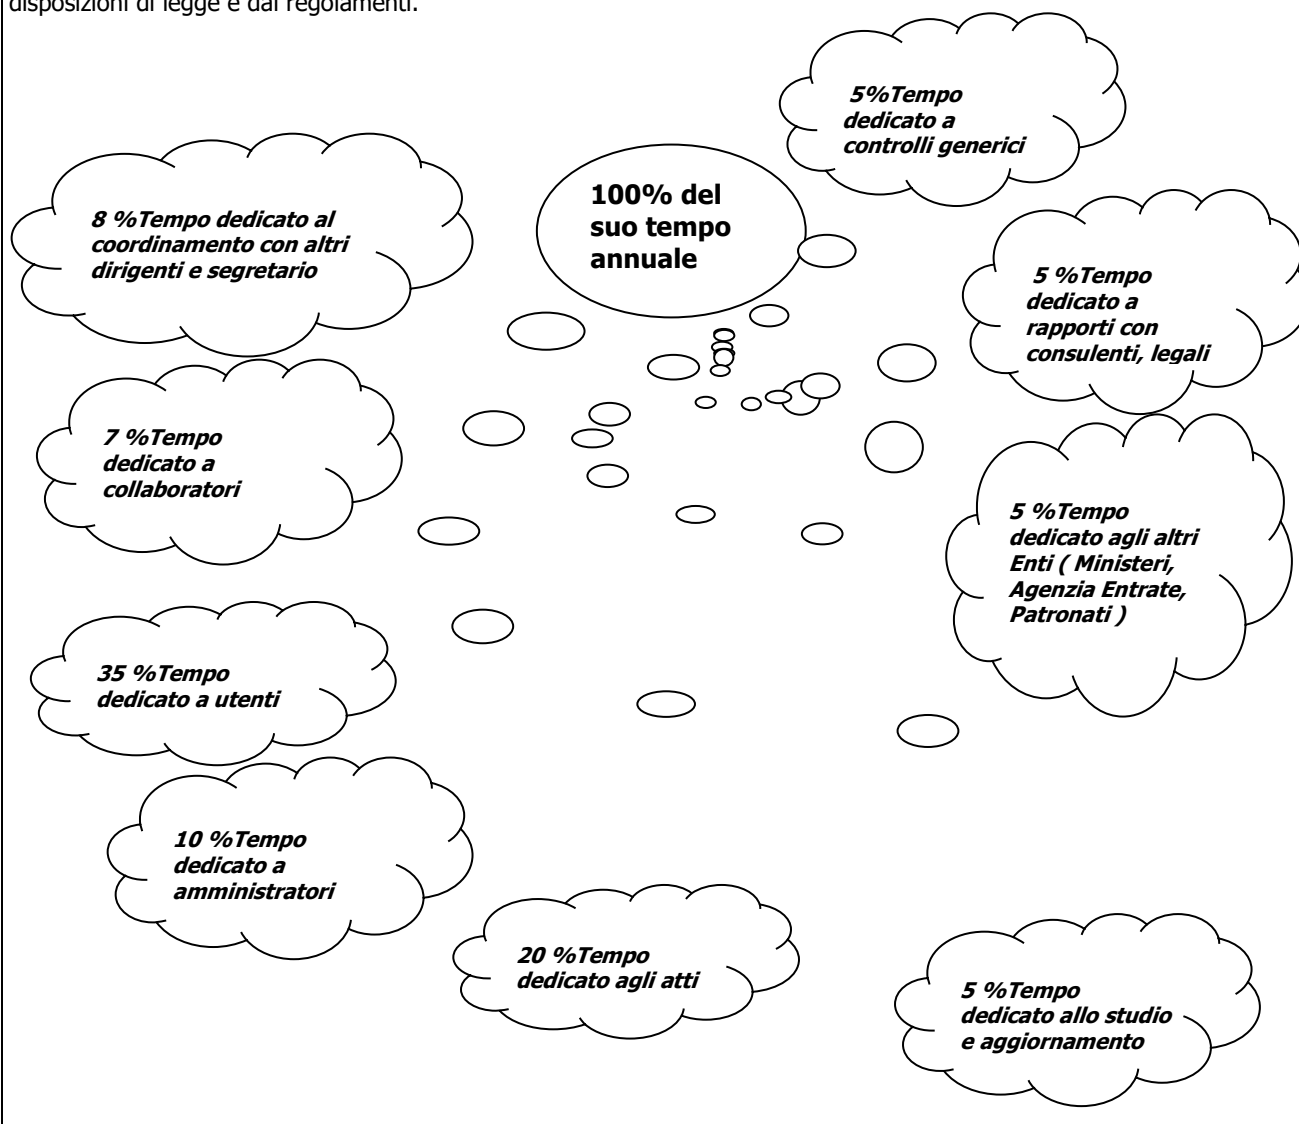 disposizioni di legge e dai regolamenti.
5%Tempo
dedicato a
controlli generici
100% del
suo tempo
annuale
8 %Tempo dedicato al
coordinamento con altri
dirigenti e segretario
5 %Tempo
dedicato a
rapporti con
consulenti, legali
7 %Tempo
dedicato a
collaboratori
5 %Tempo
dedicato agli altri
Enti ( Ministeri,
Agenzia Entrate,
Patronati )
35 %Tempo
dedicato a utenti
10 %Tempo
dedicato a
amministratori
20 %Tempo
dedicato agli atti
5 %Tempo
dedicato allo studio
e aggiornamento